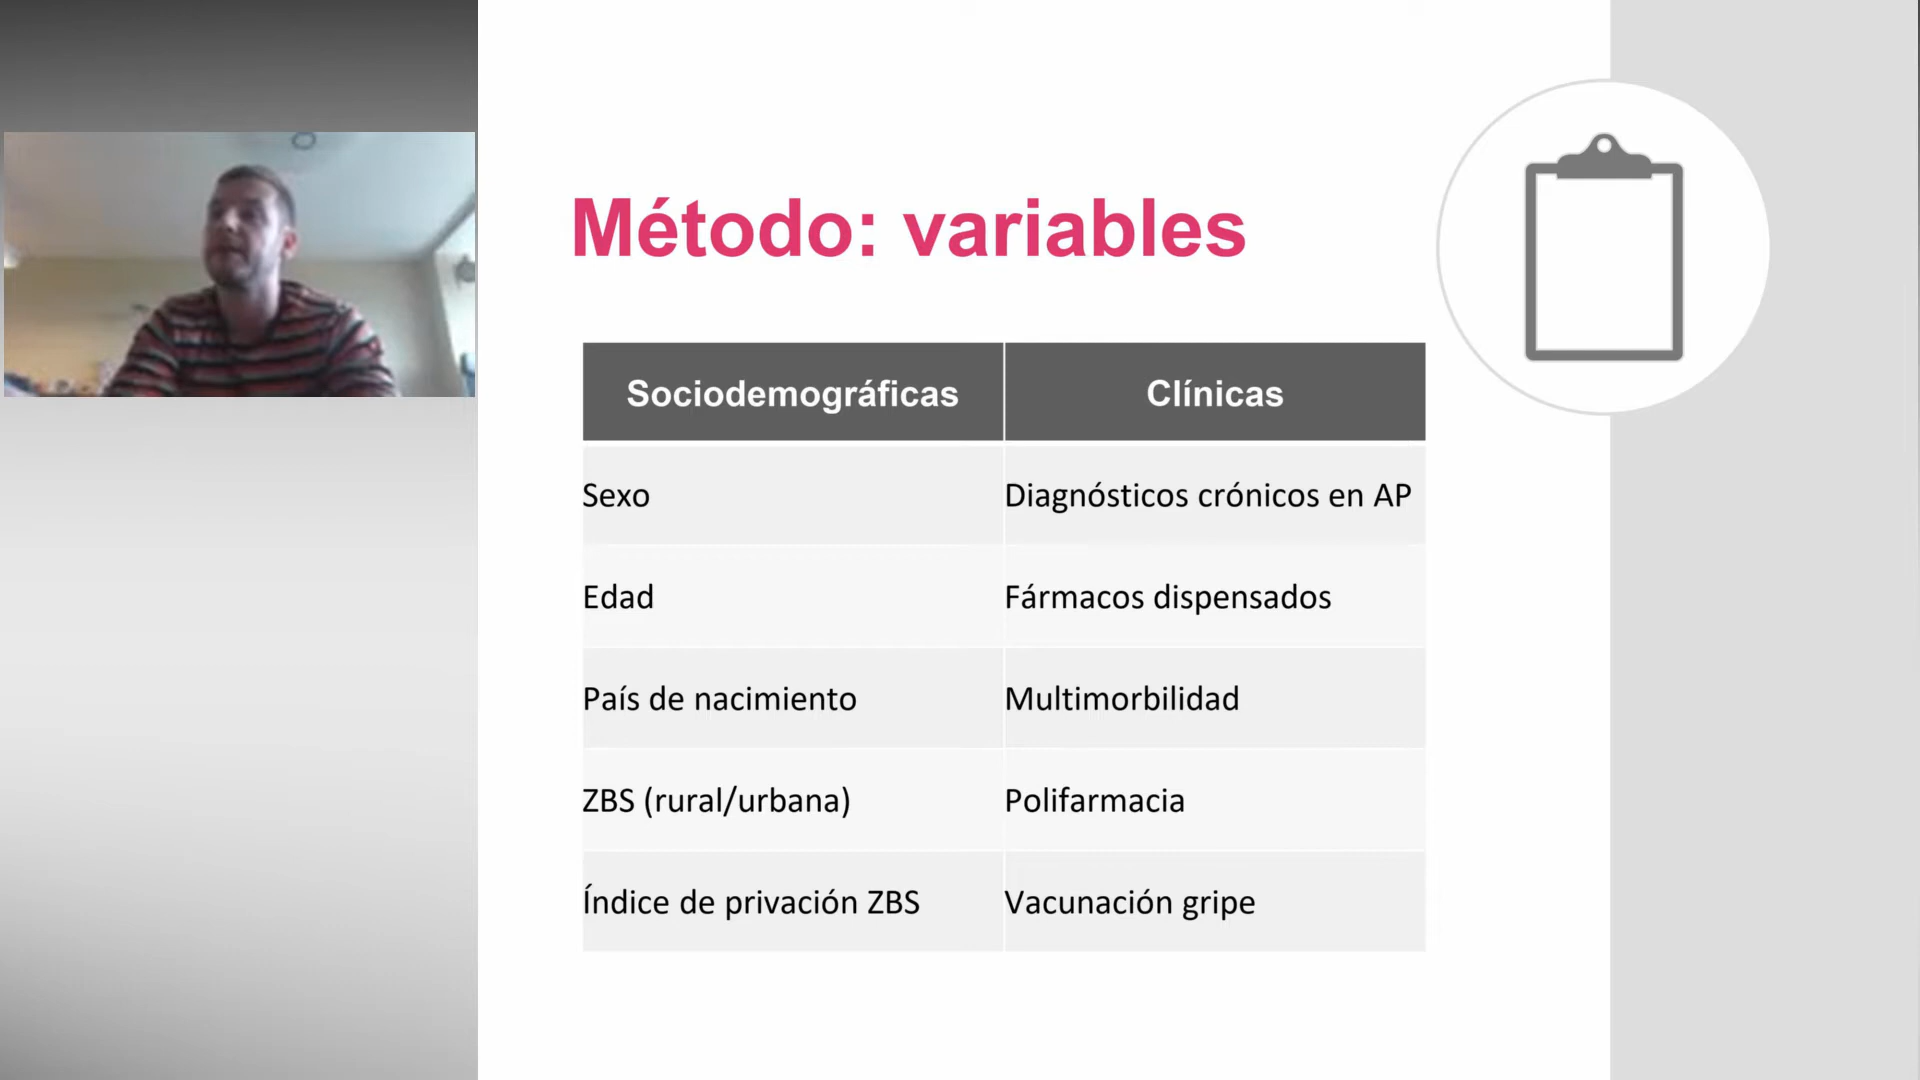 Método: variables
Sociodemográficas
Clínicas
Sexo
Diagnósticos crónicos en AP
Edad
Fármacos dispensados
País de nacimiento
Multimorbilidad
ZBS (rural/urbana)
Polifarmacia
Índice de privación ZBS
Vacunación gripe